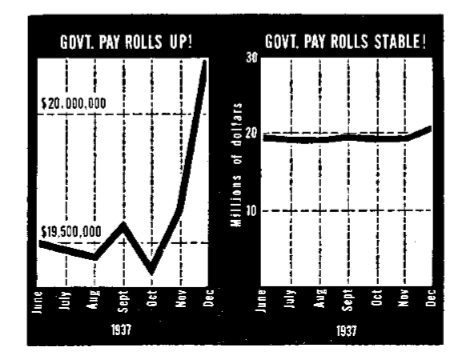 GOVT. PAY ROLLS UP!
$20,000,000
$19,500,000
June July Aug Sept Oct Nov Dec
1937
GOVT. PAY ROLLS STABLE!
Millions of dollars
30
20
10
June July Aug Sept Oct Nov Dec
1937